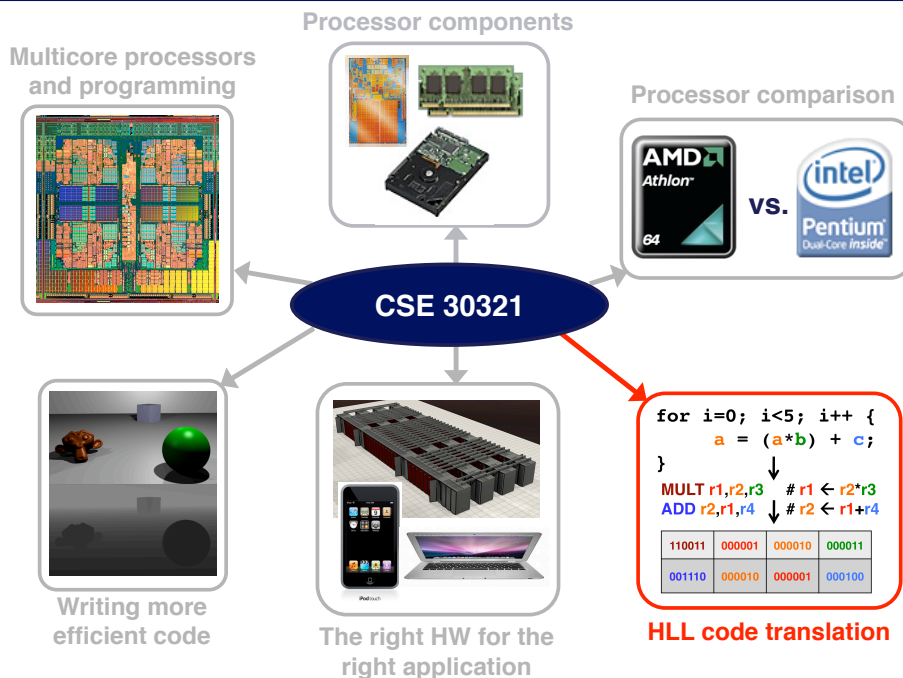 Processor components
Multicore processors
and programming
Processor comparison
AMD
Athlon™
64
vs.
intel
Pentium®
Dual-Core inside™
CSE 30321
for i=0; i<5; i++ {
a = (a*b) + c;
}
MULT r1,r2,r3 # r1 ← r2*r3
ADD r2,r1,r4 # r2 ← r1+r4
110011 000001 000010 000011
001110 000010 000001 000100
iPod touch
Writing more
efficient code
The right HW for the
right application
HLL code translation